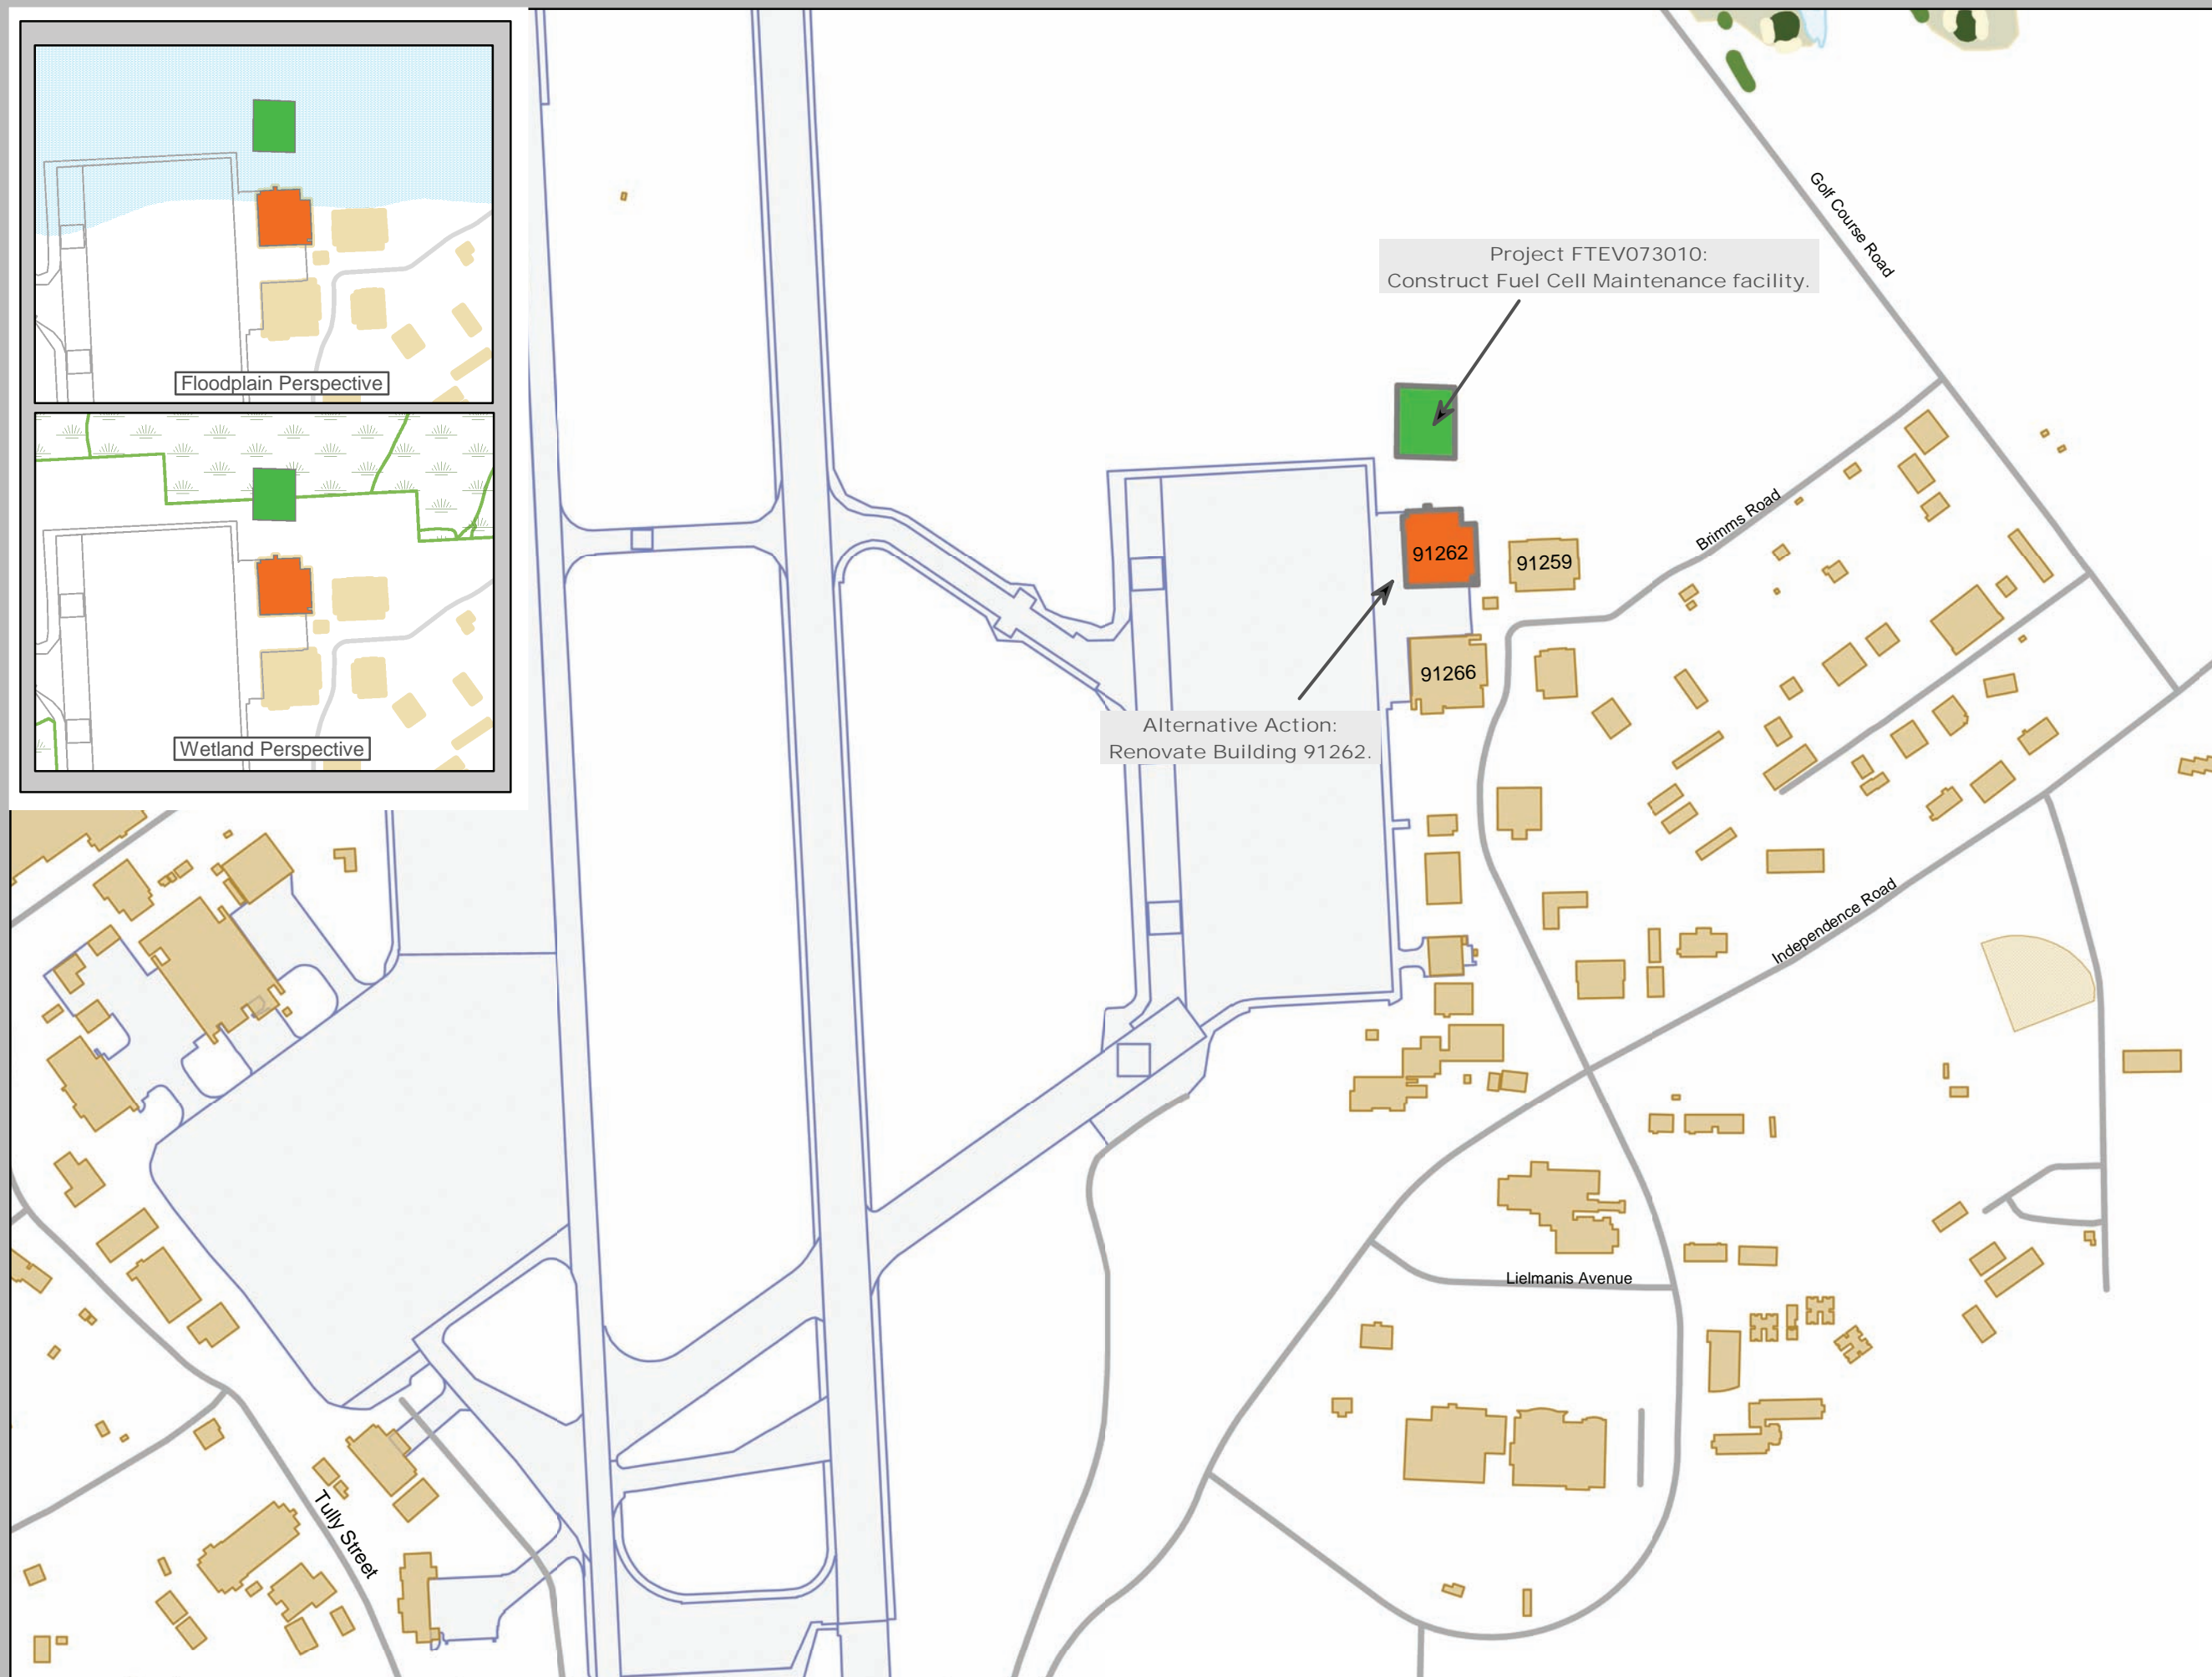 Floodplain Perspective
Wetland Perspective
Golf Course Road
Project FTEV073010:
Construct Fuel Cell Maintenance facility.
Brimms Road
91262
91259
91266
Alternative Action:
Renovate Building 91262.
Independence Road
Lielmanis Avenue
Tully Street